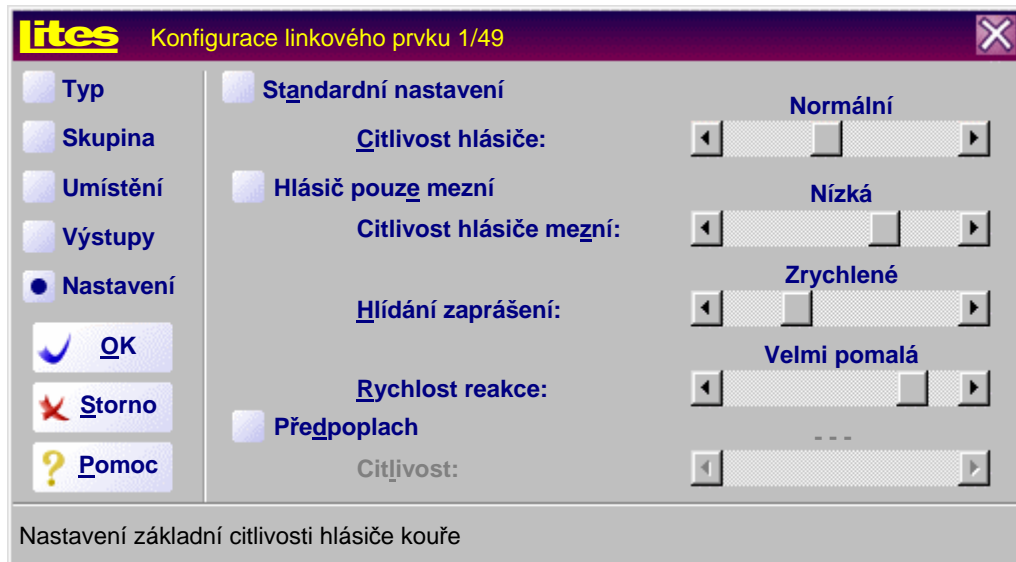 lites Konfigurace linkového prvku 1/49
Typ
Skupina
Umístění
Výstupy
Nastavení
OK
Storno
Pomoc
Standardní nastavení
Normální
Citlivost hlásiče:
Hlásič pouze mezní
Nízká
Citlivost hlásiče mezní:
Zrychlené
Hlídání zaprášení:
Velmi pomalá
Rychlost reakce:
Předpoplach
---
Citlivost:
Nastavení základní citlivosti hlásiče kouře